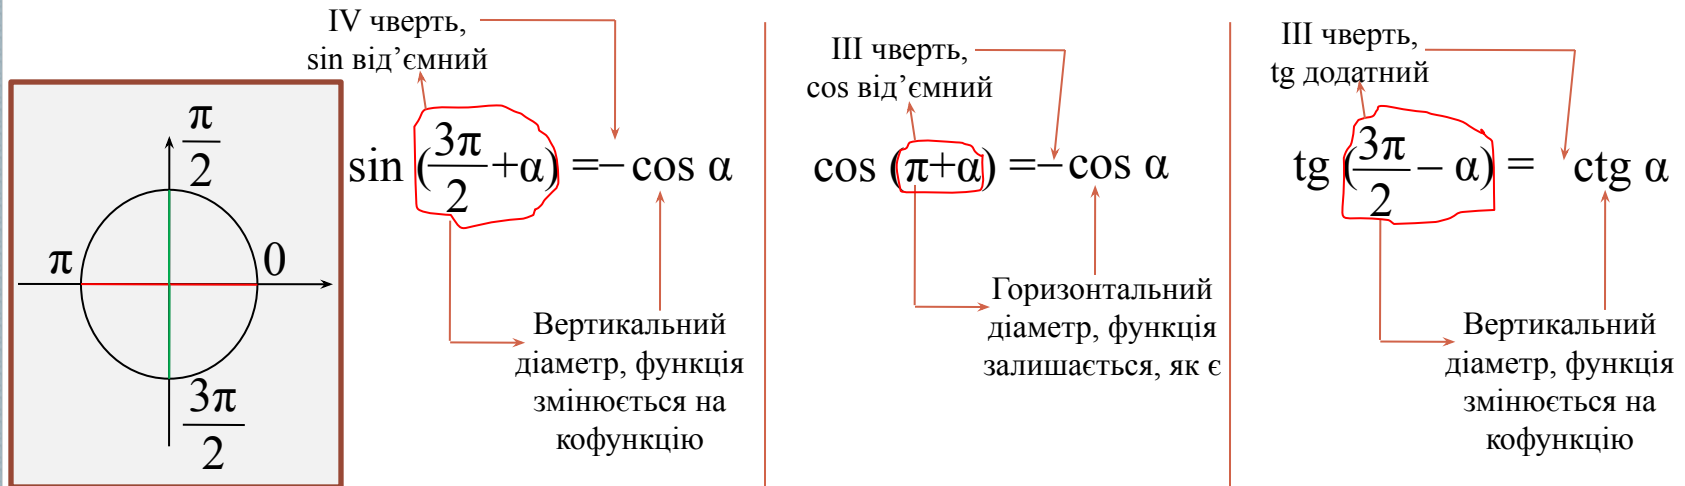 π
2
π
0
3π
2
IV чверть,
sin від’ємний
sin (3π/2+α) =– cos α
Вертикальний
діаметр, функція
змінюється на
кофункцію
III чверть,
cos від’ємний
cos (π+α) =– cos α
Горизонтальний
діаметр, функція
залишається, як є
III чверть,
tg додатний
tg (3π/2 – α) = ctg α
Вертикальний
діаметр, функція
змінюється на
кофункцію